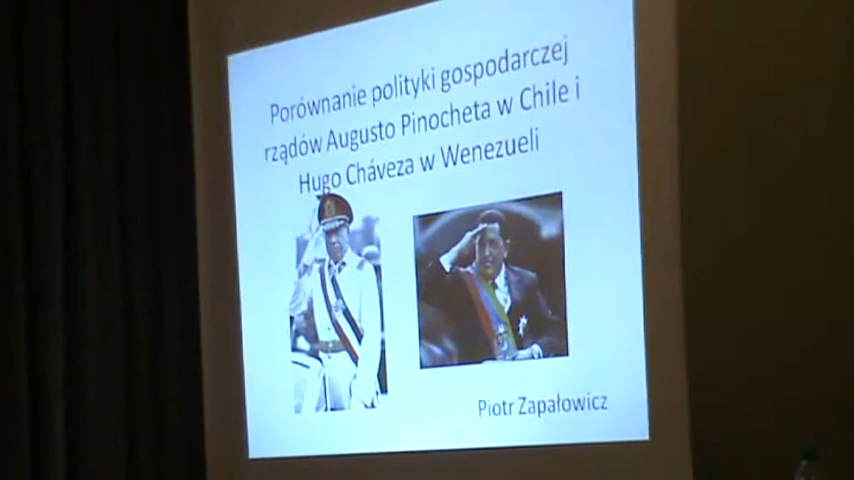 Porównanie polityki gospodarczej
rządów Augusto Pinocheta w Chile i
Hugo Cháveza w Wenezueli
Piotr Zapałowicz